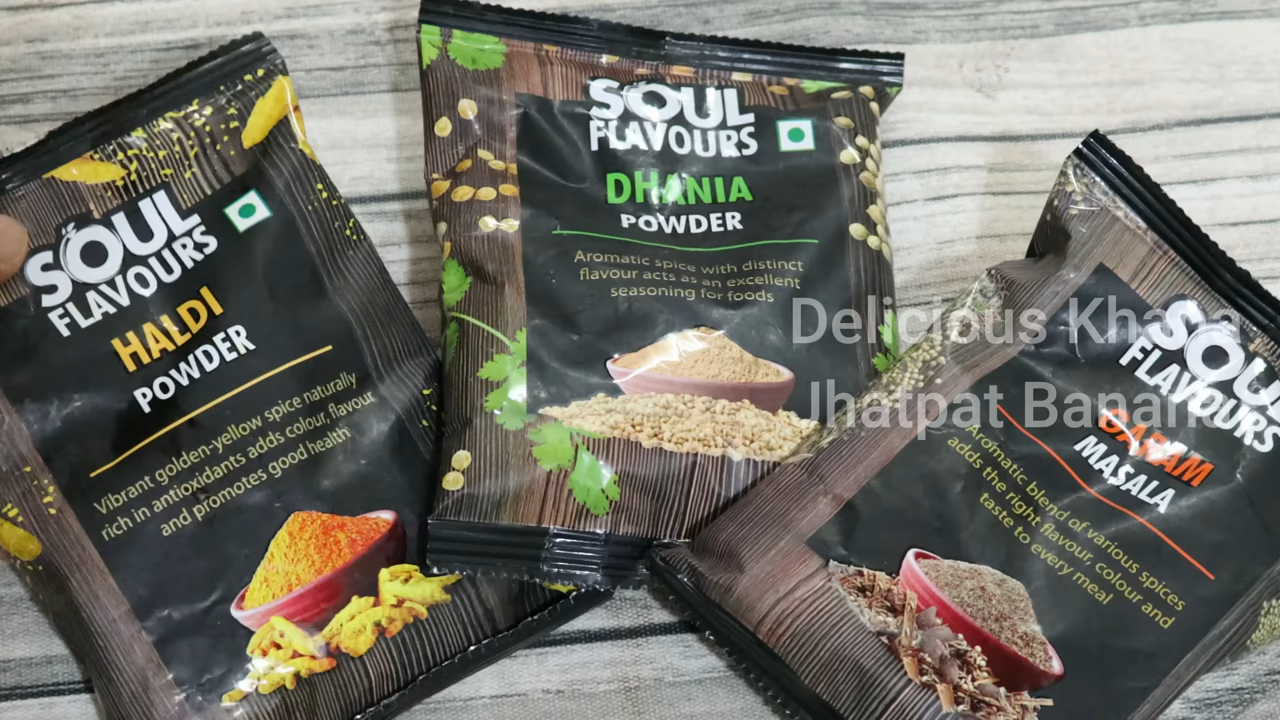 SOUL
FLAVOURS
HALDI
POWDER
Vibrant golden-yellow spice naturally
rich in antioxidants adds colour, flavour
and promotes good health
SOUL
FLAVOURS
DHANIA
POWDER
Aromatic spice with distinct
flavour acts as an excellent
seasoning for foods
SOUL
FLAVOURS
GARAM
MASALA
Aromatic blend of various spices
adds the right flavour, colour and
taste to every meal
Delicious Khana
Jhatpat Banana